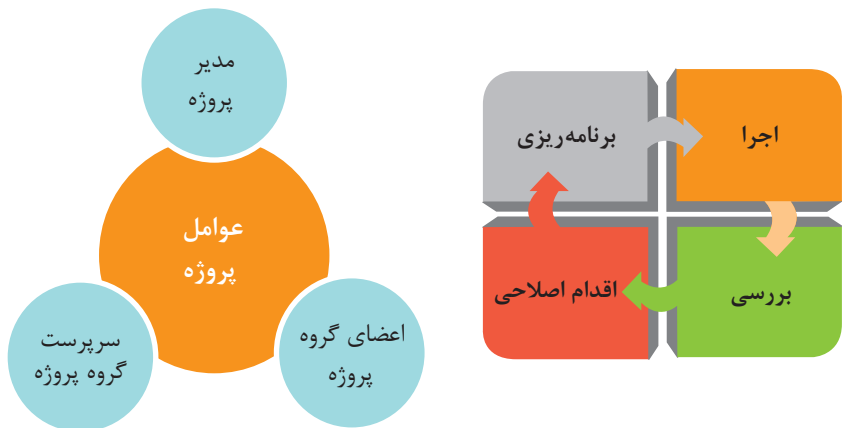 مدیر
پروژه
عوامل
پروژه
سرپرست
گروه پروژه
اعضای گروه
پروژه
برنامه‌ریزی
اجرا
بررسی
اقدام اصلاحی